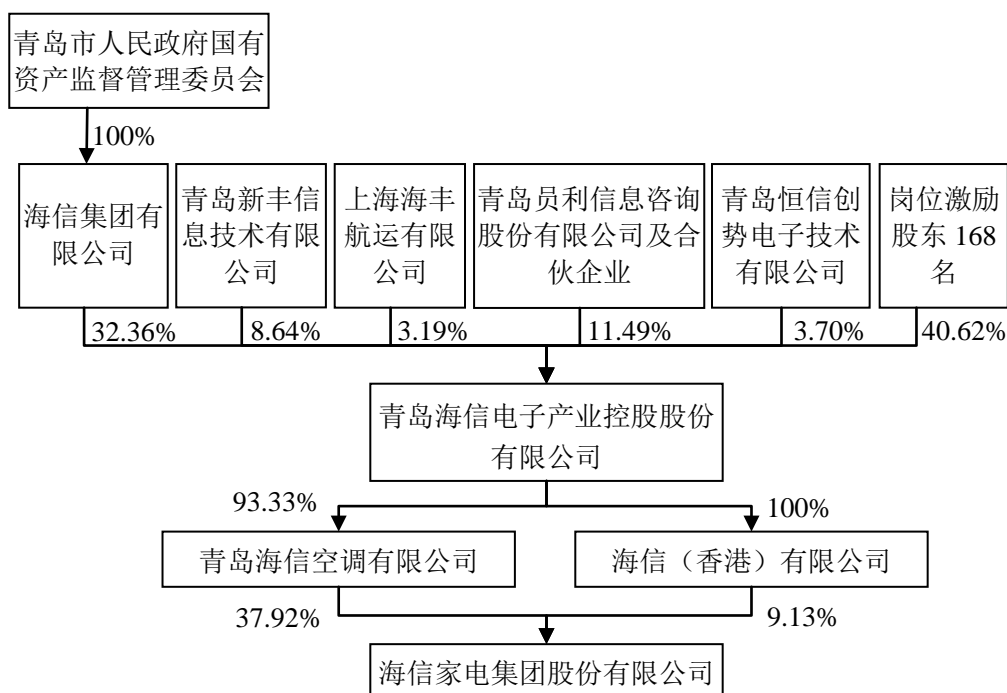 青岛市人民政府国有
资产监督管理委员会
100%
海信集团有
限公司
青岛新丰信
息技术有限
公司
上海海丰
航运有限
公司
青岛员利信息咨询
股份有限公司及合
伙企业
青岛恒信创
势电子技术
有限公司
岗位激励
股东 168
名
32.36%
8.64%
3.19%
11.49%
3.70%
40.62%
青岛海信电子产业控股股份
有限公司
93.33%
100%
青岛海信空调有限公司
海信（香港）有限公司
37.92%
9.13%
海信家电集团股份有限公司